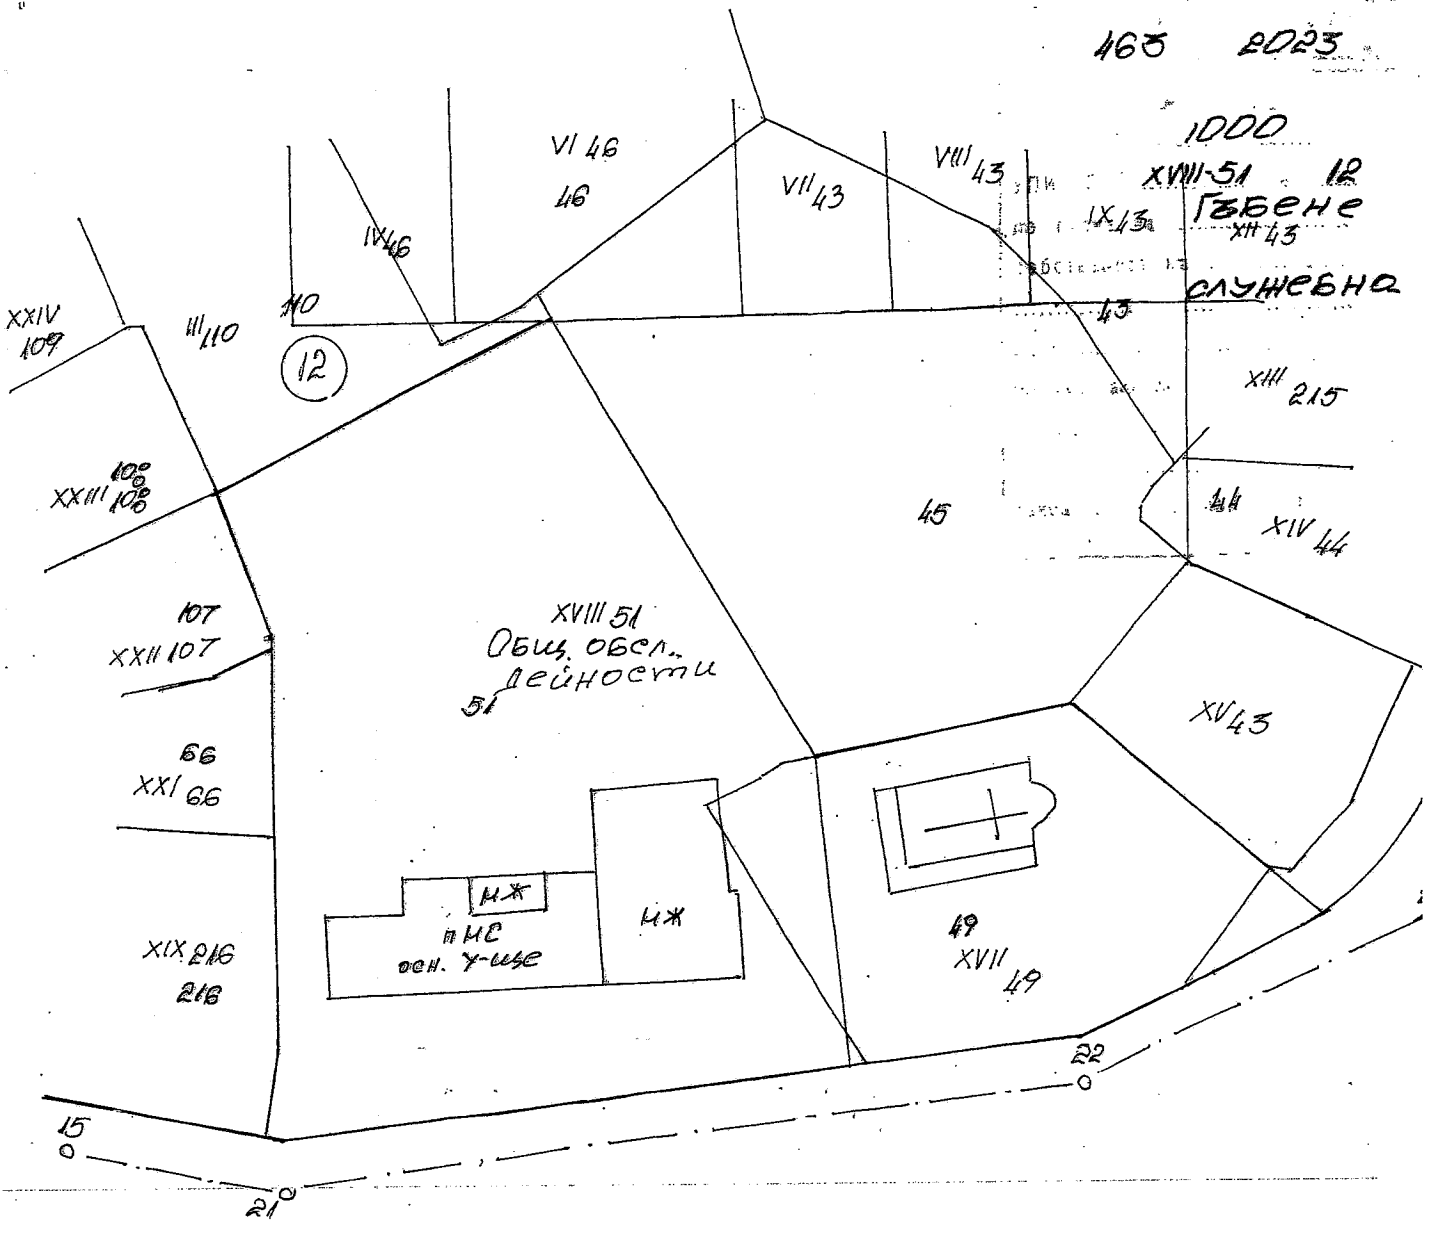 463 2023
1000
XVIII-51 12
Гъбене
служебна
VI 46
46
VII 43
VIII 43
IX 43
XII 43
IV 46
110
III 110
12
XXIV
109
43
XIII 215
108
XXIII 108
45
44
XIV 44
107
XXII 107
XVIII 51
Общ. обсл.
дейности
51
XV 43
66
XXI 66
МЖ
ПМС
осн. у-ще
МЖ
49
XVII
49
XIX 216
216
22
15
21